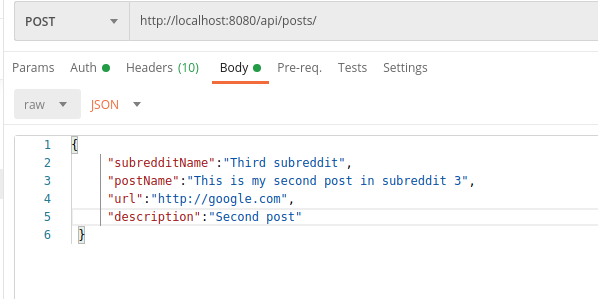 POST http://localhost:8080/api/posts/
Params Auth Headers (10) Body Pre-req. Tests Settings
raw JSON
1 {
2 "subredditName":"Third subreddit",
3 "postName":"This is my second post in subreddit 3",
4 "url":"http://google.com",
5 "description":"Second post"
6 }